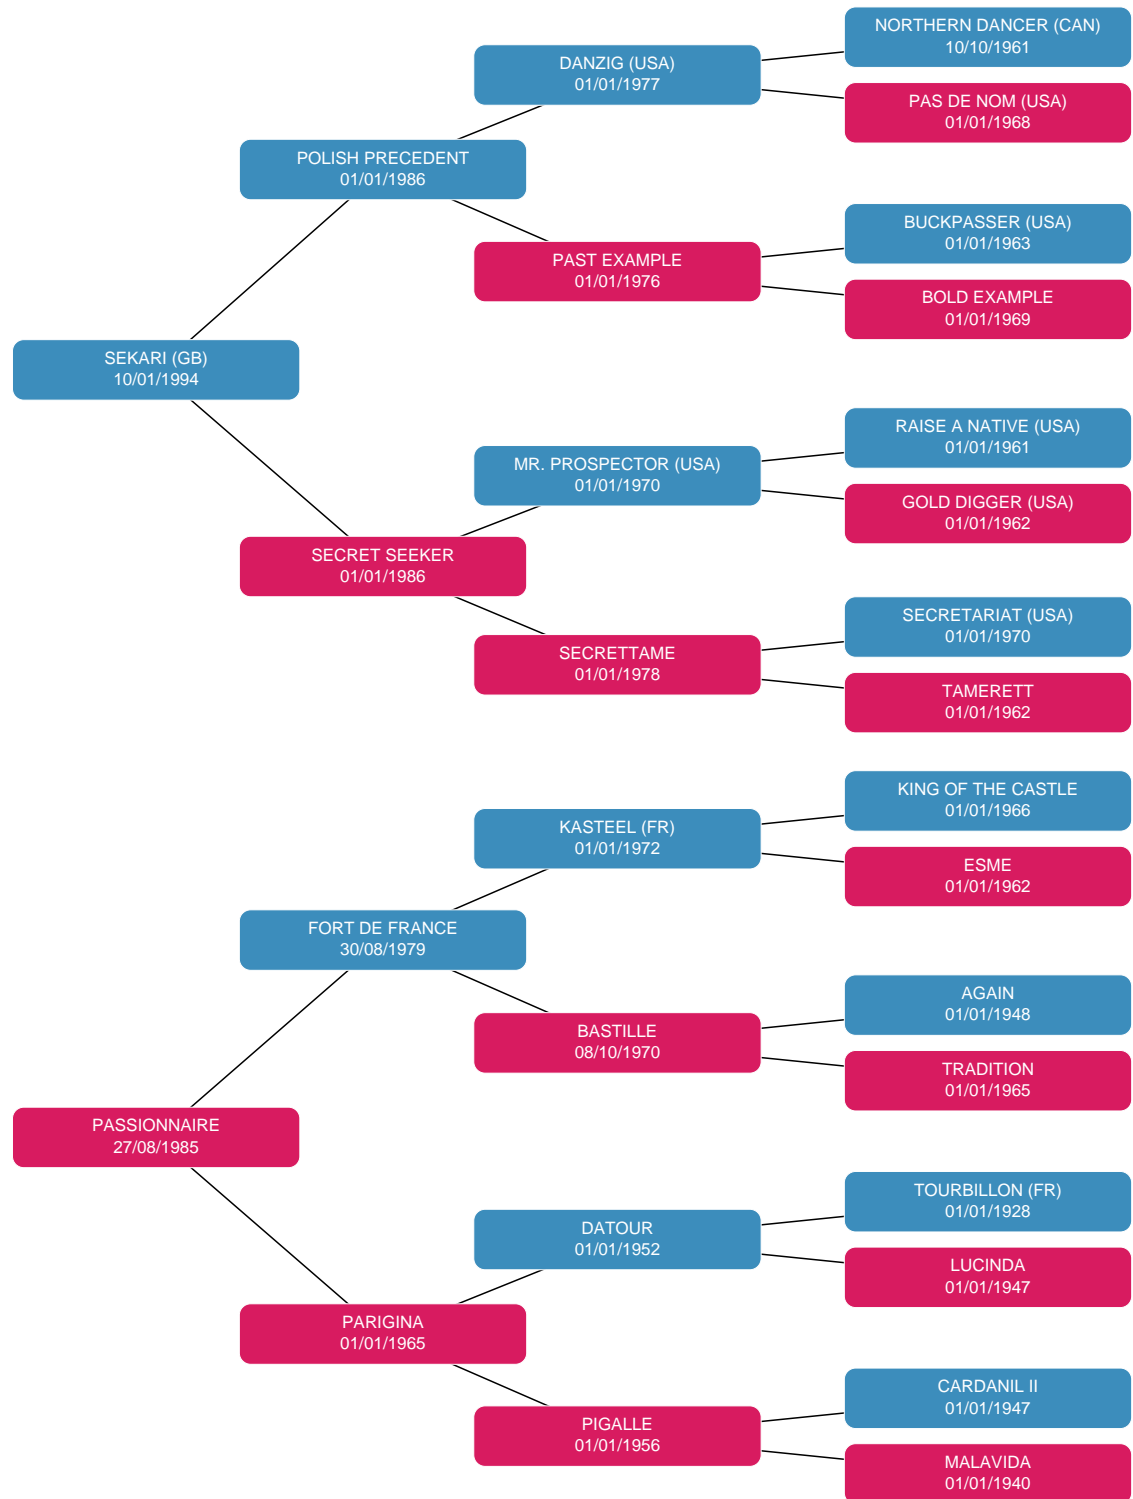 NORTHERN DANCER (CAN)
10/10/1961
DANZIG (USA)
01/01/1977
PAS DE NOM (USA)
01/01/1968
POLISH PRECEDENT
01/01/1986
BUCKPASSER (USA)
01/01/1963
PAST EXAMPLE
01/01/1976
BOLD EXAMPLE
01/01/1969
SEKARI (GB)
10/01/1994
RAISE A NATIVE (USA)
01/01/1961
MR. PROSPECTOR (USA)
01/01/1970
GOLD DIGGER (USA)
01/01/1962
SECRET SEEKER
01/01/1986
SECRETARIAT (USA)
01/01/1970
SECRETTAME
01/01/1978
TAMERETT
01/01/1962
KING OF THE CASTLE
01/01/1966
KASTEEL (FR)
01/01/1972
ESME
01/01/1962
FORT DE FRANCE
30/08/1979
AGAIN
01/01/1948
BASTILLE
08/10/1970
TRADITION
01/01/1965
PASSIONNAIRE
27/08/1985
TOURBILLON (FR)
01/01/1928
DATOUR
01/01/1952
LUCINDA
01/01/1947
PARIGINA
01/01/1965
CARDANIL II
01/01/1947
PIGALLE
01/01/1956
MALAVIDA
01/01/1940